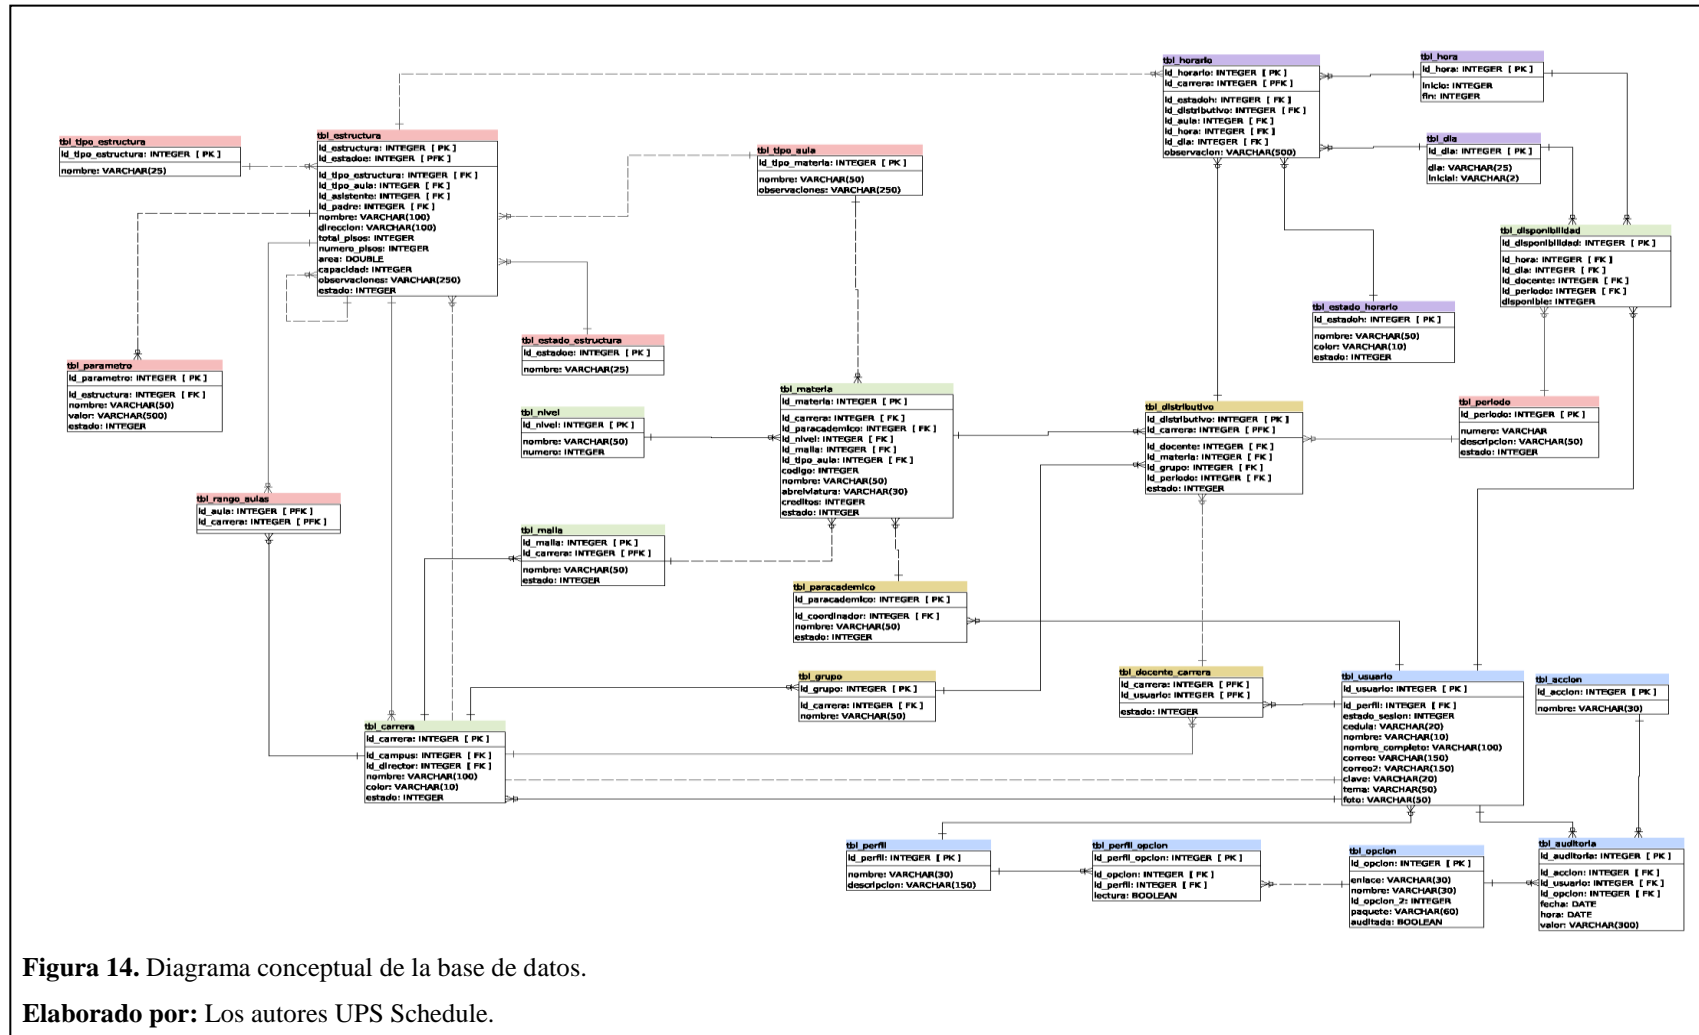 tbl_horario
id_horario: INTEGER [ PK ]
id_carrera: INTEGER [ PFK ]
id_estadoh: INTEGER [ FK ]
id_distributivo: INTEGER [ FK ]
id_aula: INTEGER [ FK ]
id_hora: INTEGER [ FK ]
id_dia: INTEGER [ FK ]
observacion: VARCHAR(500)
tbl_hora
id_hora: INTEGER [ PK ]
inicio: INTEGER
fin: INTEGER
tbl_tipo_estructura
id_tipo_estructura: INTEGER [ PK ]
nombre: VARCHAR(25)
tbl_estructura
id_estructura: INTEGER [ PK ]
id_estadoe: INTEGER [ PFK ]
id_tipo_estructura: INTEGER [ FK ]
id_tipo_aula: INTEGER [ FK ]
id_asistente: INTEGER [ FK ]
id_padre: INTEGER [ FK ]
nombre: VARCHAR(100)
direccion: VARCHAR(100)
total_pisos: INTEGER
numero_pisos: INTEGER
area: DOUBLE
capacidad: INTEGER
observaciones: VARCHAR(250)
estado: INTEGER
tbl_tipo_aula
id_tipo_materia: INTEGER [ PK ]
nombre: VARCHAR(50)
observaciones: VARCHAR(250)
tbl_dia
id_dia: INTEGER [ PK ]
dia: VARCHAR(25)
inicial: VARCHAR(2)
tbl_disponibilidad
id_disponibilidad: INTEGER [ PK ]
id_hora: INTEGER [ FK ]
id_dia: INTEGER [ FK ]
id_docente: INTEGER [ FK ]
id_periodo: INTEGER [ FK ]
disponible: INTEGER
tbl_estado_horario
id_estadoh: INTEGER [ PK ]
nombre: VARCHAR(50)
color: VARCHAR(10)
estado: INTEGER
tbl_estado_estructura
id_estadoe: INTEGER [ PK ]
nombre: VARCHAR(25)
tbl_parametro
id_parametro: INTEGER [ PK ]
id_estructura: INTEGER [ FK ]
nombre: VARCHAR(50)
valor: VARCHAR(500)
estado: INTEGER
tbl_nivel
id_nivel: INTEGER [ PK ]
nombre: VARCHAR(50)
numero: INTEGER
tbl_materia
id_materia: INTEGER [ PK ]
id_carrera: INTEGER [ FK ]
id_paracademico: INTEGER [ FK ]
id_nivel: INTEGER [ FK ]
id_malla: INTEGER [ FK ]
id_tipo_aula: INTEGER [ FK ]
codigo: INTEGER
nombre: VARCHAR(50)
abreiviatura: VARCHAR(30)
creditos: INTEGER
estado: INTEGER
tbl_distributivo
id_distributivo: INTEGER [ PK ]
id_carrera: INTEGER [ PFK ]
id_docente: INTEGER [ FK ]
id_materia: INTEGER [ FK ]
id_grupo: INTEGER [ FK ]
id_periodo: INTEGER [ FK ]
estado: INTEGER
tbl_periodo
id_periodo: INTEGER [ PK ]
numero: VARCHAR
descripcion: VARCHAR(50)
estado: INTEGER
tbl_rango_aulas
id_aula: INTEGER [ PFK ]
id_carrera: INTEGER [ PFK ]
tbl_malla
id_malla: INTEGER [ PK ]
id_carrera: INTEGER [ PFK ]
nombre: VARCHAR(50)
estado: INTEGER
tbl_paracademico
id_paracademico: INTEGER [ PK ]
id_coordinador: INTEGER [ FK ]
nombre: VARCHAR(50)
estado: INTEGER
tbl_grupo
id_grupo: INTEGER [ PK ]
id_carrera: INTEGER [ FK ]
nombre: VARCHAR(50)
tbl_docente_carrera
id_carrera: INTEGER [ PFK ]
id_usuario: INTEGER [ PFK ]
estado: INTEGER
tbl_usuario
id_usuario: INTEGER [ PK ]
id_perfil: INTEGER [ FK ]
estado_sesion: INTEGER
cedula: VARCHAR(20)
nombre: VARCHAR(10)
nombre_completo: VARCHAR(100)
correo: VARCHAR(150)
correo2: VARCHAR(150)
clave: VARCHAR(20)
tema: VARCHAR(50)
foto: VARCHAR(50)
tbl_accion
id_accion: INTEGER [ PK ]
nombre: VARCHAR(30)
tbl_carrera
id_carrera: INTEGER [ PK ]
id_campus: INTEGER [ FK ]
id_director: INTEGER [ FK ]
nombre: VARCHAR(100)
color: VARCHAR(10)
estado: INTEGER
tbl_perfil
id_perfil: INTEGER [ PK ]
nombre: VARCHAR(30)
descripcion: VARCHAR(150)
tbl_perfil_opcion
id_perfil_opcion: INTEGER [ PK ]
id_opcion: INTEGER [ FK ]
id_perfil: INTEGER [ FK ]
lectura: BOOLEAN
tbl_opcion
id_opcion: INTEGER [ PK ]
enlace: VARCHAR(30)
nombre: VARCHAR(30)
id_opcion_2: INTEGER
paquete: VARCHAR(60)
auditada: BOOLEAN
tbl_auditoria
id_auditoria: INTEGER [ PK ]
id_accion: INTEGER [ FK ]
id_usuario: INTEGER [ FK ]
id_opcion: INTEGER [ FK ]
fecha: DATE
hora: DATE
valor: VARCHAR(300)
Figura 14. Diagrama conceptual de la base de datos.
Elaborado por: Los autores UPS Schedule.